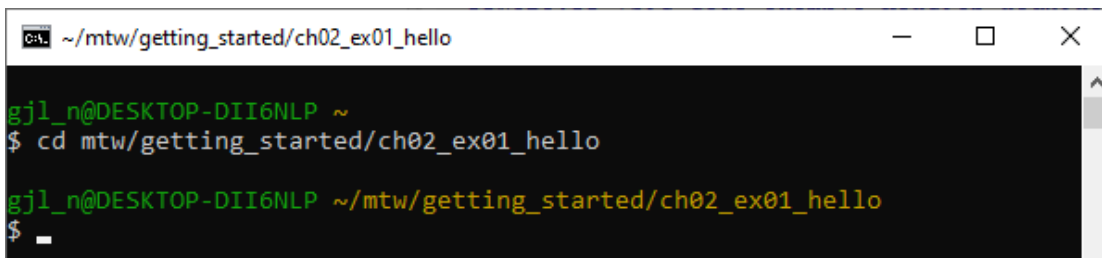 ~/mtw/getting_started/ch02_ex01_hello
gjl_n@DESKTOP-DII6NLP ~
$ cd mtw/getting_started/ch02_ex01_hello
gjl_n@DESKTOP-DII6NLP ~/mtw/getting_started/ch02_ex01_hello
$